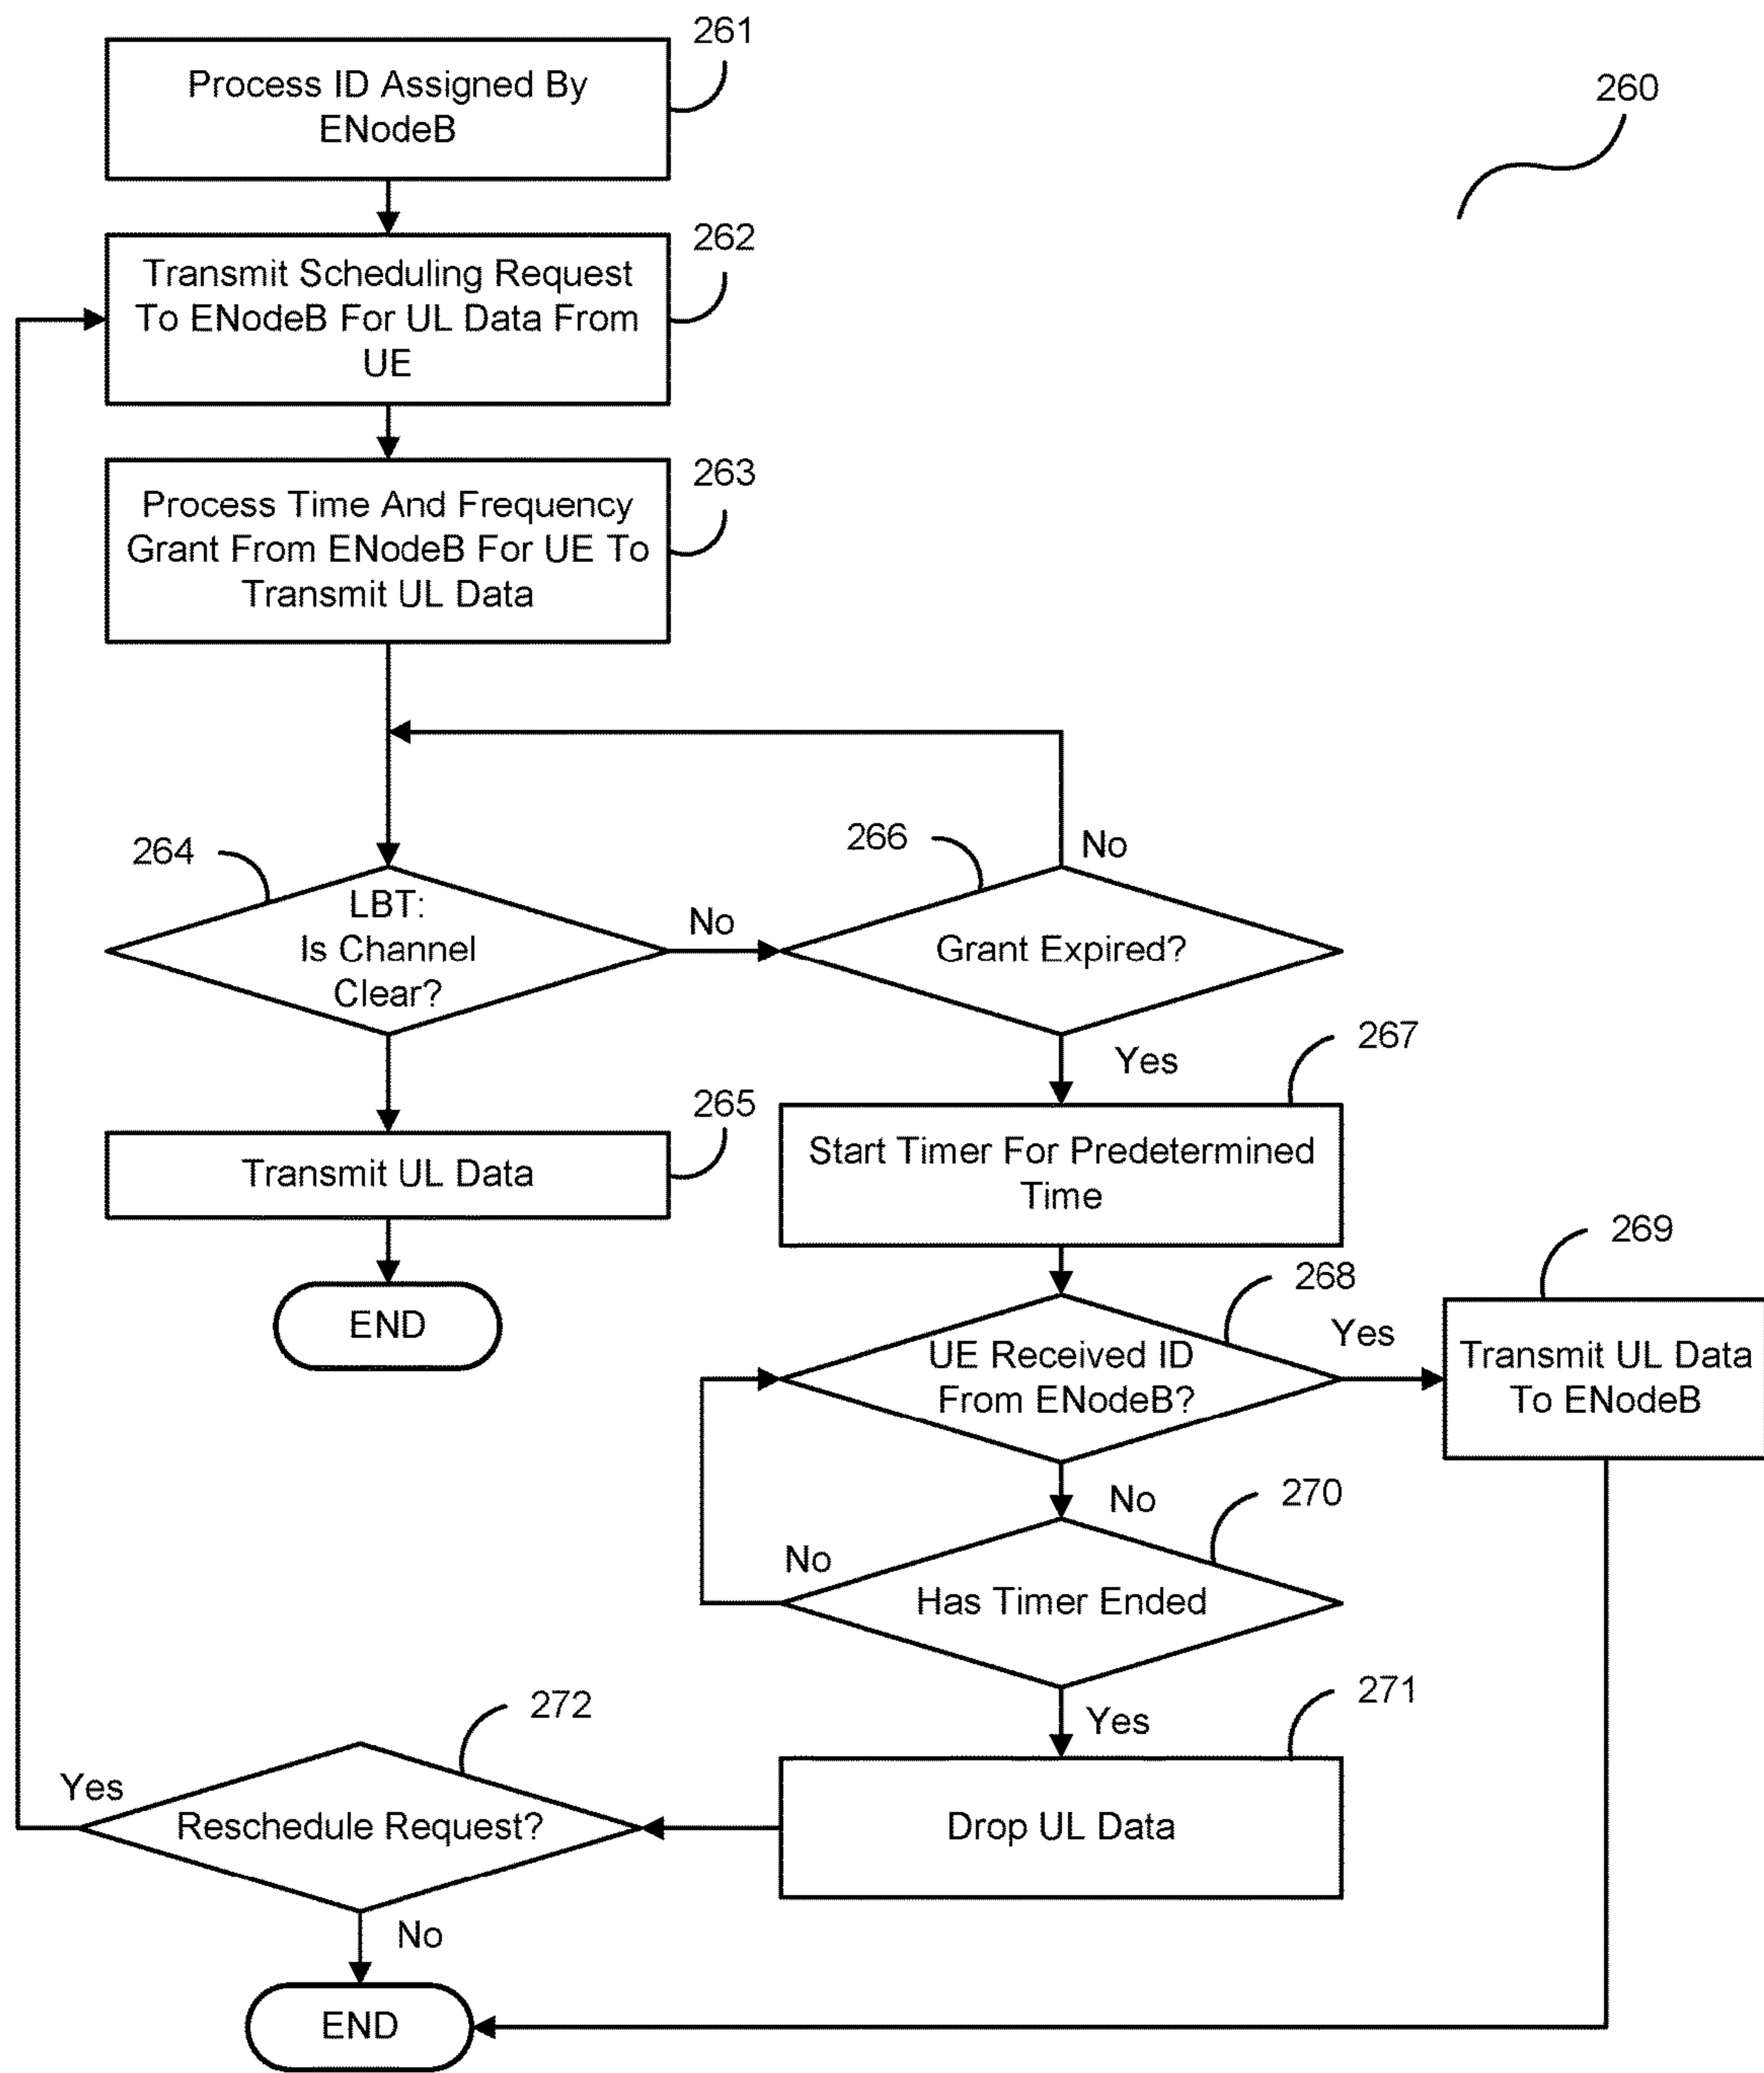 261
Process ID Assigned By
ENodeB
260
262
Transmit Scheduling Request
To ENodeB For UL Data From
UE
263
Process Time And Frequency
Grant From ENodeB For UE To
Transmit UL Data
264
LBT:
Is Channel
Clear?
No
266
No
Grant Expired?
Yes
267
265
Transmit UL Data
Start Timer For Predetermined
Time
END
268
UE Received ID
From ENodeB?
Yes
269
Transmit UL Data
To ENodeB
No
270
No
Has Timer Ended
Yes
271
272
Yes
Reschedule Request?
Drop UL Data
No
END